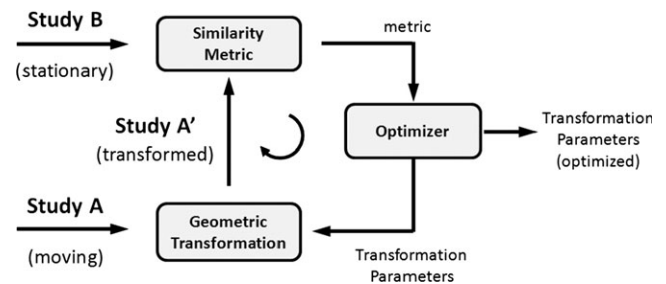 Study B
(stationary)
Similarity
Metric
metric
Study A’
(transformed)
Optimizer
Transformation
Parameters
(optimized)
Study A
(moving)
Geometric
Transformation
Transformation
Parameters